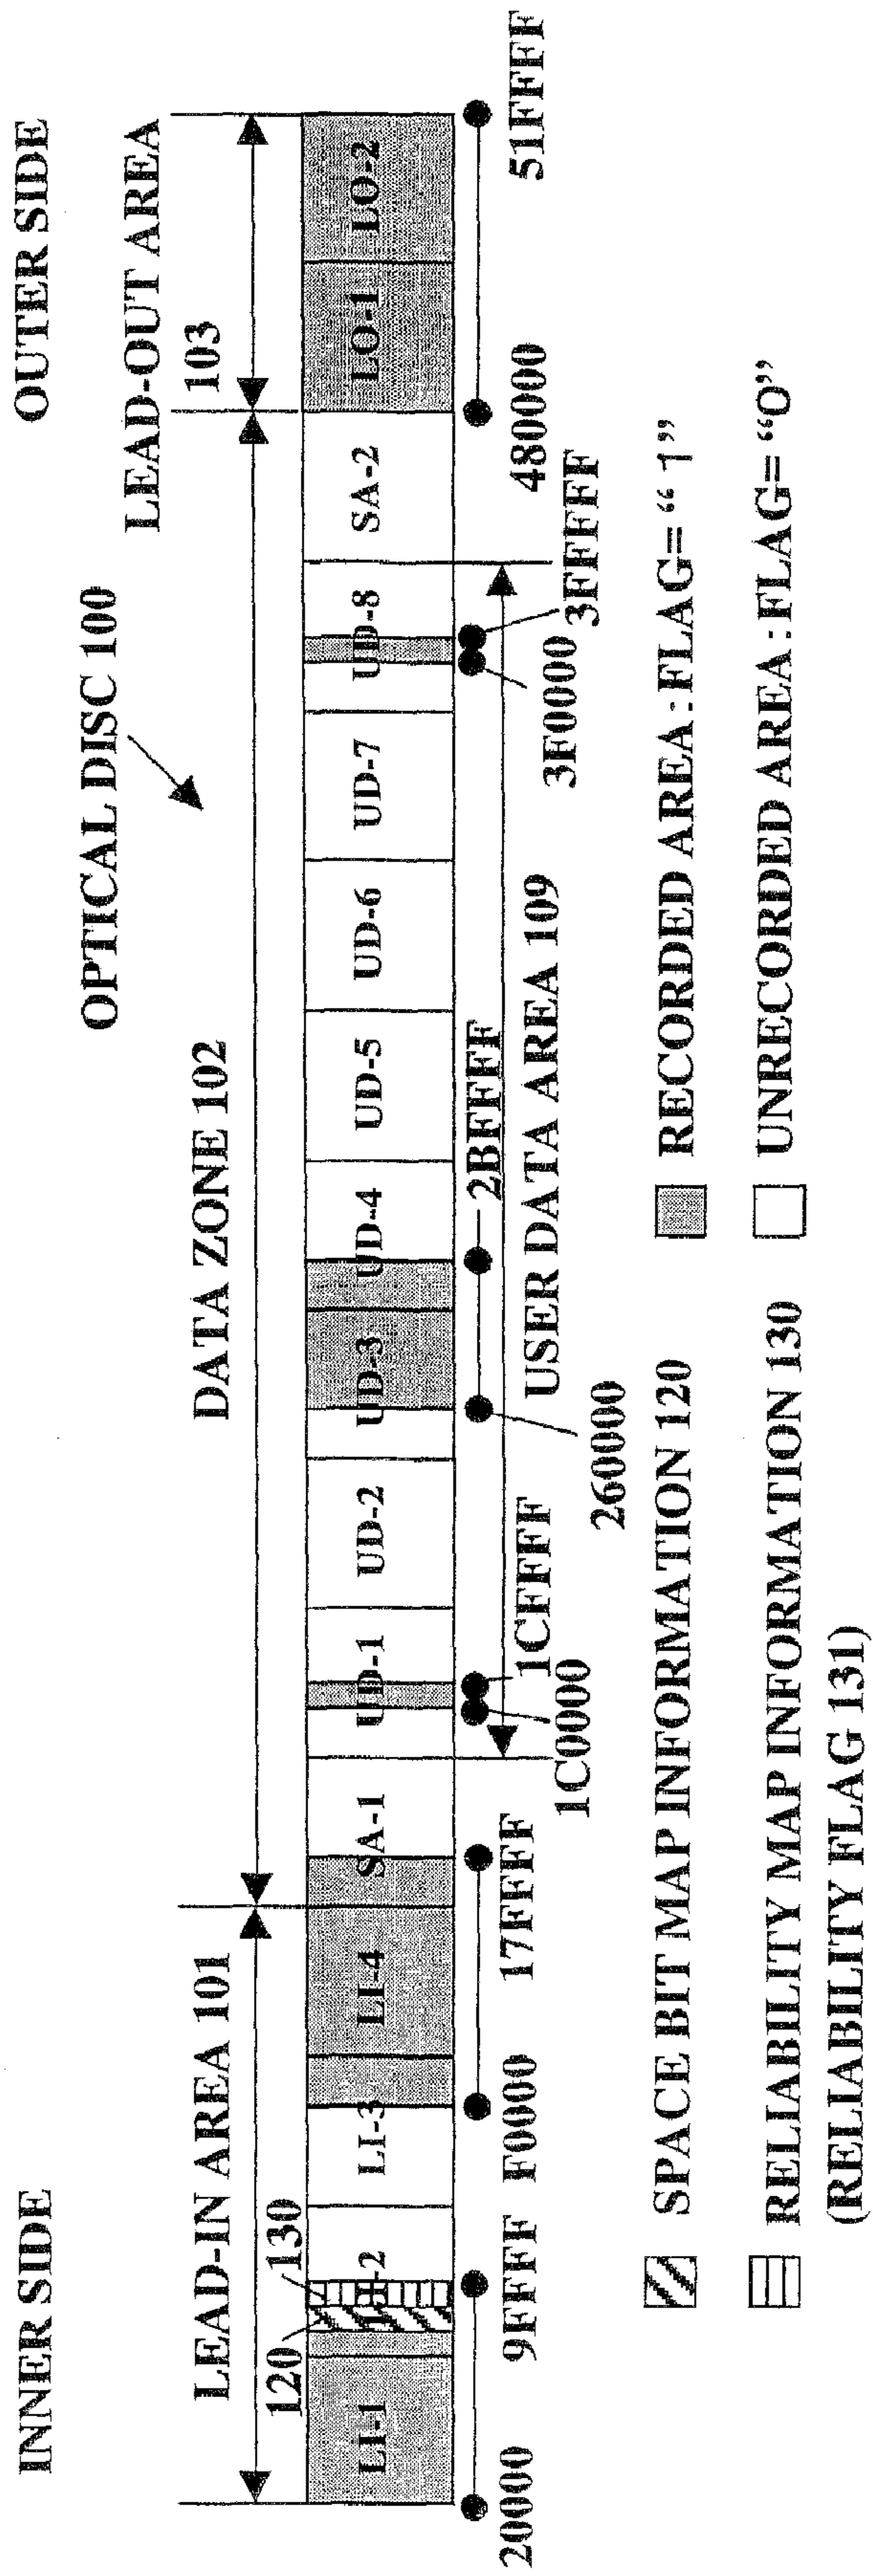 INNER SIDE
OUTER SIDE
OPTICAL DISC 100
LEAD-IN AREA 101
DATA ZONE 102
LEAD-OUT AREA
103
120
130
LI-1
LI-2
LI-3
LI-4
SA-1
UD-1
UD-2
UD-3
UD-4
UD-5
UD-6
UD-7
UD-8
SA-2
LO-1
LO-2
20000
9FFFF
F0000
17FFFF
1C0000
1CFFFF
260000
2BFFFF
3F0000
3FFFFF
480000
51FFFF
USER DATA AREA 109
SPACE BIT MAP INFORMATION 120
RECORDED AREA : FLAG= “ 1 ”
RELIABILITY MAP INFORMATION 130
(RELIABILITY FLAG 131)
UNRECORDED AREA : FLAG= “0”